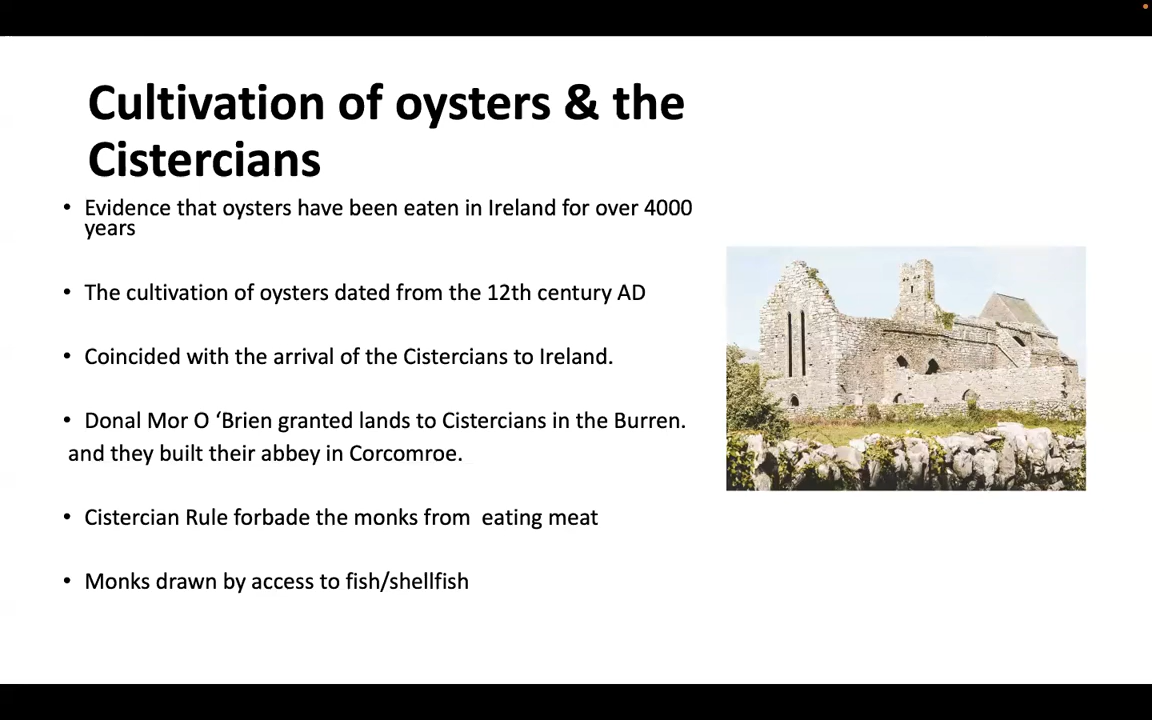 Cultivation of oysters & the
Cistercians
• Evidence that oysters have been eaten in Ireland for over 4000
years
• The cultivation of oysters dated from the 12th century AD
• Coincided with the arrival of the Cistercians to Ireland.
• Donal Mor O ‘Brien granted lands to Cistercians in the Burren.
and they built their abbey in Corcomroe.
• Cistercian Rule forbade the monks from  eating meat
• Monks drawn by access to fish/shellfish